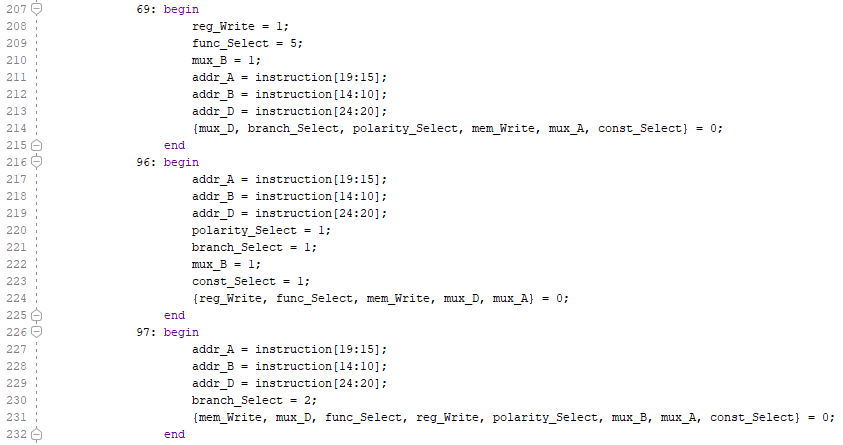 207 69: begin
208 reg_Write = 1;
209 func_Select = 5;
210 mux_B = 1;
211 addr_A = instruction[19:15];
212 addr_B = instruction[14:10];
213 addr_D = instruction[24:20];
214 {mux_D, branch_Select, polarity_Select, mem_Write, mux_A, const_Select} = 0;
215 end
216 96: begin
217 addr_A = instruction[19:15];
218 addr_B = instruction[14:10];
219 addr_D = instruction[24:20];
220 polarity_Select = 1;
221 branch_Select = 1;
222 mux_B = 1;
223 const_Select = 1;
224 {reg_Write, func_Select, mem_Write, mux_D, mux_A} = 0;
225 end
226 97: begin
227 addr_A = instruction[19:15];
228 addr_B = instruction[14:10];
229 addr_D = instruction[24:20];
230 branch_Select = 2;
231 {mem_Write, mux_D, func_Select, reg_Write, polarity_Select, mux_B, mux_A, const_Select} = 0;
232 end